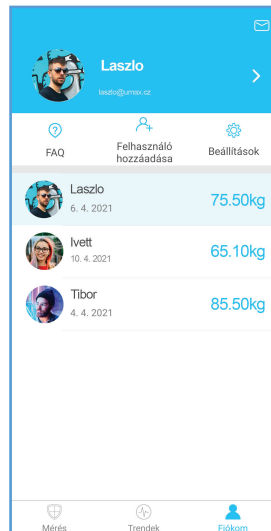 Laszlo
laszlo@umax.cz
FAQ
Felhasználó
hozzáadása
Beállítások
Laszlo
6. 4. 2021
75.50kg
Ivett
10. 4. 2021
65.10kg
Tibor
4. 4. 2021
85.50kg
Mérés
Trendek
Fiókom